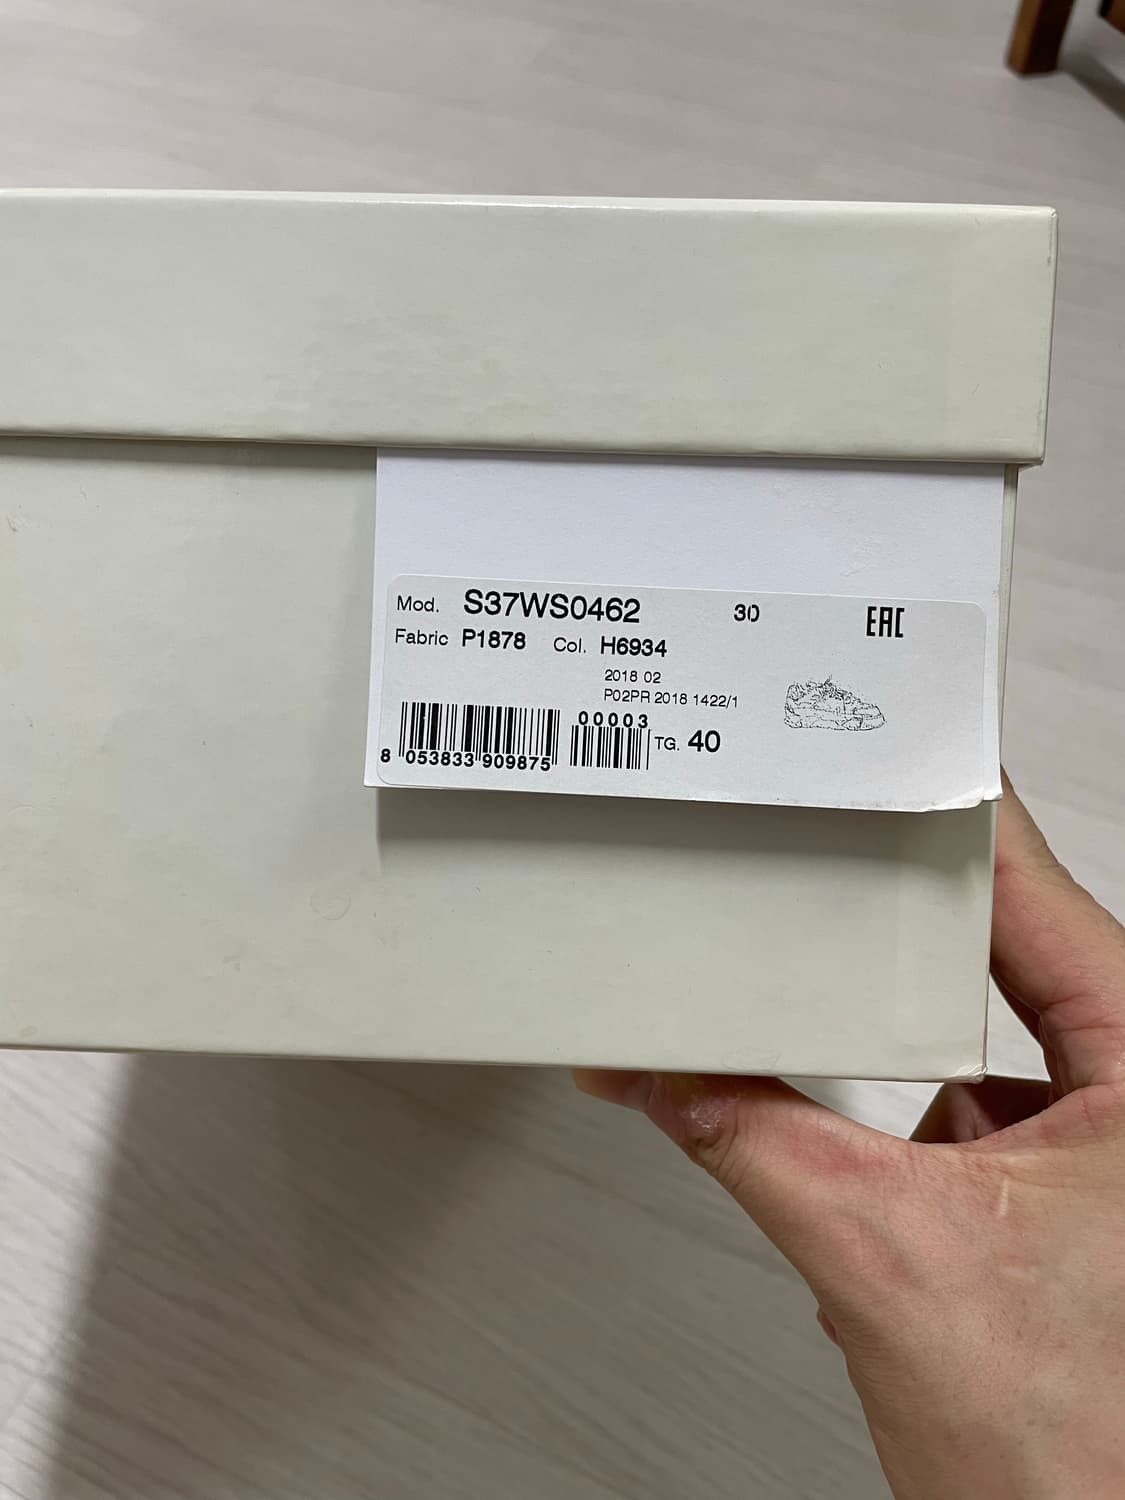 Mod. S37WS0462 30 EAC
Fabric P1878 Col. H6934
2018 02
P02PR 2018 1422/1
00003
TG. 40
8 053833 909875